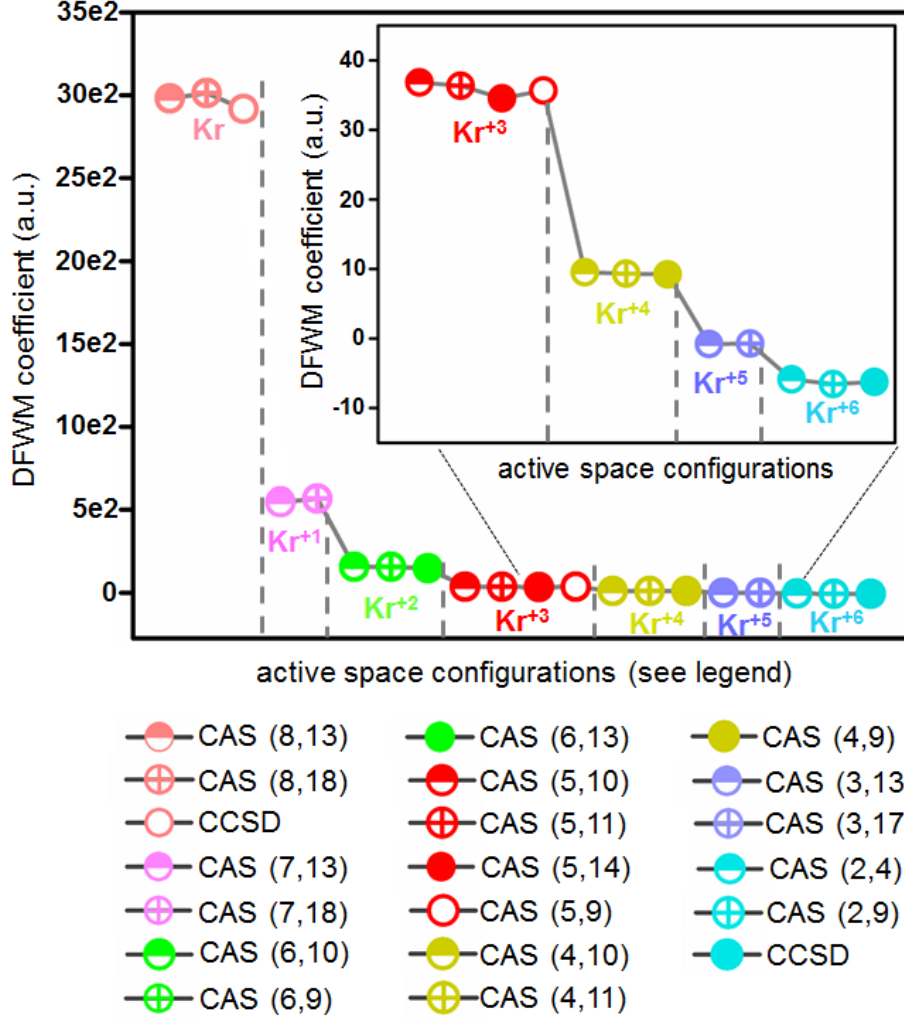 35e2
30e2
25e2
20e2
15e2
10e2
5e2
0
DFWM coefficient (a.u.)
Kr
Kr+1
Kr+2
Kr+3
Kr+4
Kr+5
Kr+6
40
30
20
10
0
-10
DFWM coefficient (a.u.)
Kr+3
Kr+4
Kr+5
Kr+6
active space configurations
active space configurations (see legend)
CAS (8,13)
CAS (8,18)
CCSD
CAS (7,13)
CAS (7,18)
CAS (6,10)
CAS (6,9)
CAS (6,13)
CAS (5,10)
CAS (5,11)
CAS (5,14)
CAS (5,9)
CAS (4,10)
CAS (4,11)
CAS (4,9)
CAS (3,13
CAS (3,17
CAS (2,4)
CAS (2,9)
CCSD